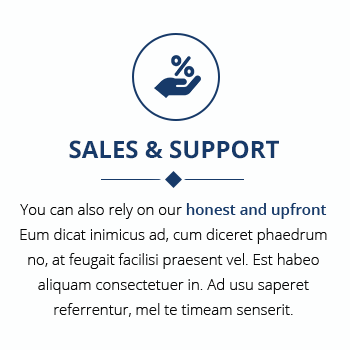 SALES & SUPPORT
You can also rely on our honest and upfront
Eum dicat inimicus ad, cum diceret phaedrum
no, at feugait facilisi praesent vel. Est habeo
aliquam consectetuer in. Ad usu saperet
referrentur, mel te timeam senserit.